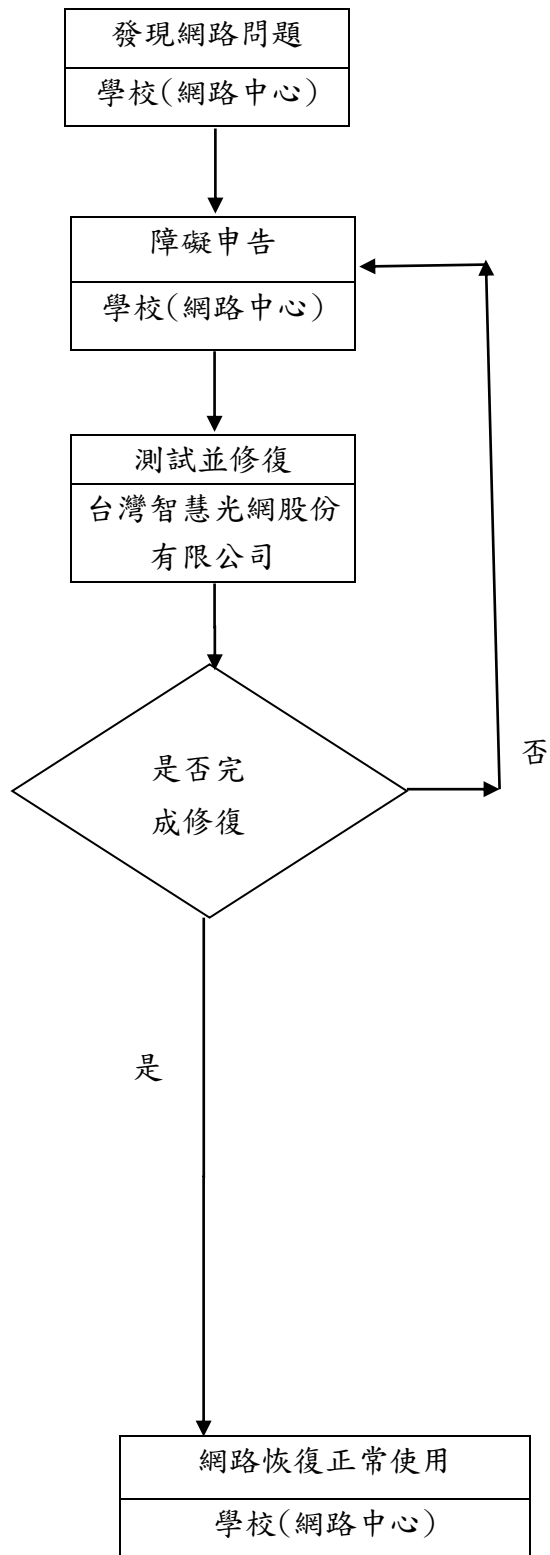 發現網路問題
學校(網路中心)
障礙申告
學校(網路中心)
測試並修復
台灣智慧光網股份
有限公司
是否完
成修復
否
是
網路恢復正常使用
學校(網路中心)